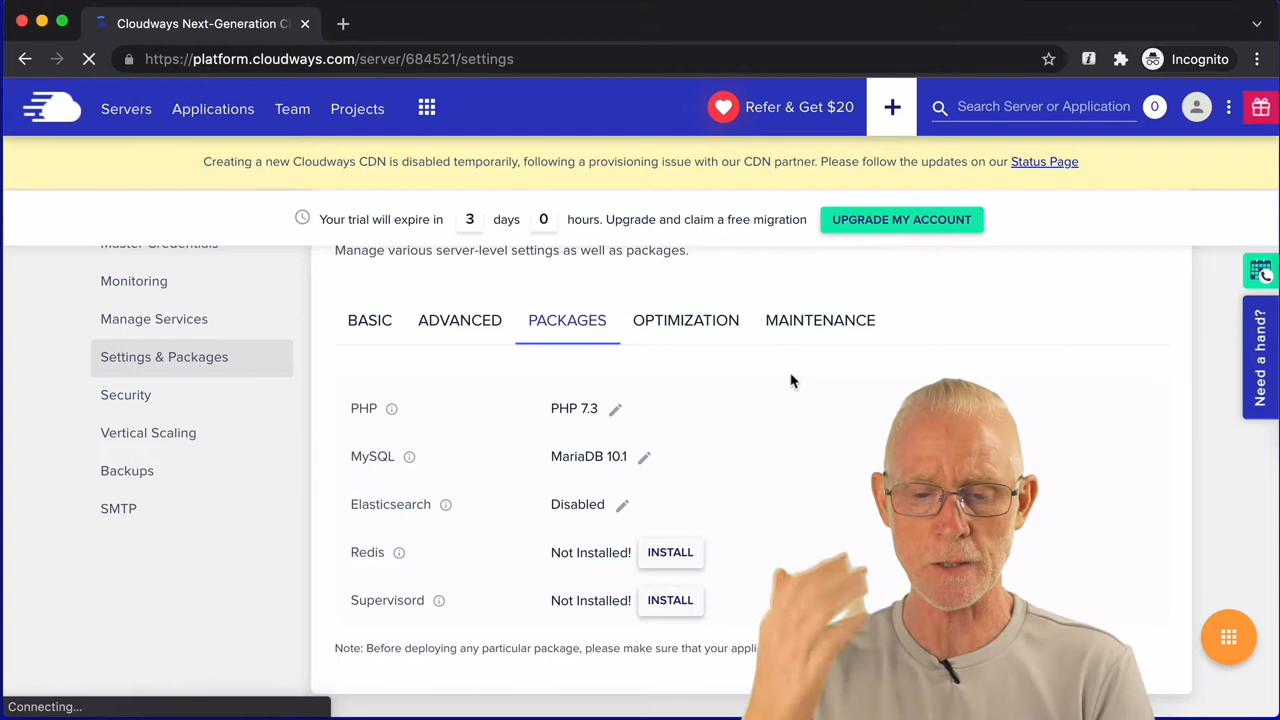 Cloudways Next-Generation C
https://platform.cloudways.com/server/684521/settings
Incognito
Servers
Applications
Team
Projects
Refer & Get $20
Search Server or Application
0
Creating a new Cloudways CDN is disabled temporarily, following a provisioning issue with our CDN partner. Please follow the updates on our Status Page
Your trial will expire in 3 days 0 hours. Upgrade and claim a free migration
UPGRADE MY ACCOUNT
Master Credentials
Monitoring
Manage Services
Settings & Packages
Security
Vertical Scaling
Backups
SMTP
Manage various server-level settings as well as packages.
BASIC
ADVANCED
PACKAGES
OPTIMIZATION
MAINTENANCE
PHP
PHP 7.3
MySQL
MariaDB 10.1
Elasticsearch
Disabled
Redis
Not Installed!
INSTALL
Supervisord
Not Installed!
INSTALL
Note: Before deploying any particular package, please make sure that your appli
Need a hand?
Connecting...